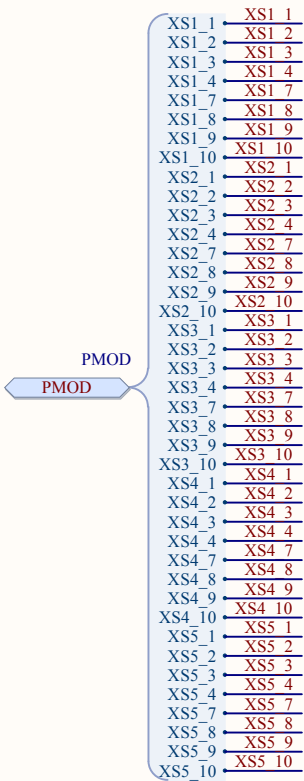 XS1_1 XS1_1
XS1_2 XS1_2
XS1_3 XS1_3
XS1_4 XS1_4
XS1_7 XS1_7
XS1_8 XS1_8
XS1_9 XS1_9
XS1_10 XS1_10
XS2_1 XS2_1
XS2_2 XS2_2
XS2_3 XS2_3
XS2_4 XS2_4
XS2_7 XS2_7
XS2_8 XS2_8
XS2_9 XS2_9
XS2_10 XS2_10
XS3_1 XS3_1
XS3_2 XS3_2
PMOD
XS3_3 XS3_3
PMOD
XS3_4 XS3_4
XS3_7 XS3_7
XS3_8 XS3_8
XS3_9 XS3_9
XS3_10 XS3_10
XS4_1 XS4_1
XS4_2 XS4_2
XS4_3 XS4_3
XS4_4 XS4_4
XS4_7 XS4_7
XS4_8 XS4_8
XS4_9 XS4_9
XS4_10 XS4_10
XS5_1 XS5_1
XS5_2 XS5_2
XS5_3 XS5_3
XS5_4 XS5_4
XS5_7 XS5_7
XS5_8 XS5_8
XS5_9 XS5_9
XS5_10 XS5_10